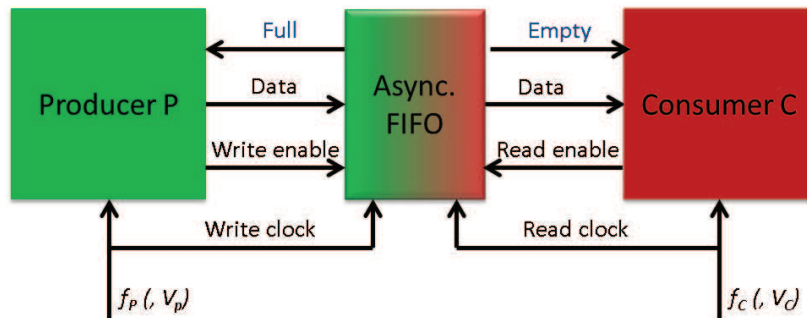 Full
Empty
Producer P
Data
Async.
FIFO
Data
Consumer C
Write enable
Read enable
Write clock
Read clock
f_P (, V_p)
f_C (, V_C)